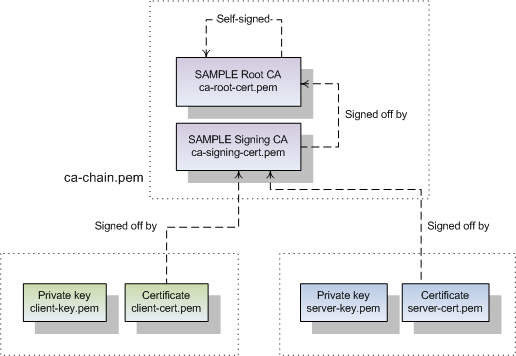 Self-signed-
SAMPLE Root CA
ca-root-cert.pem
Signed off by
SAMPLE Signing CA
ca-signing-cert.pem
ca-chain.pem
Signed off by
Signed off by
Private key
client-key.pem
Certificate
client-cert.pem
Private key
server-key.pem
Certificate
server-cert.pem